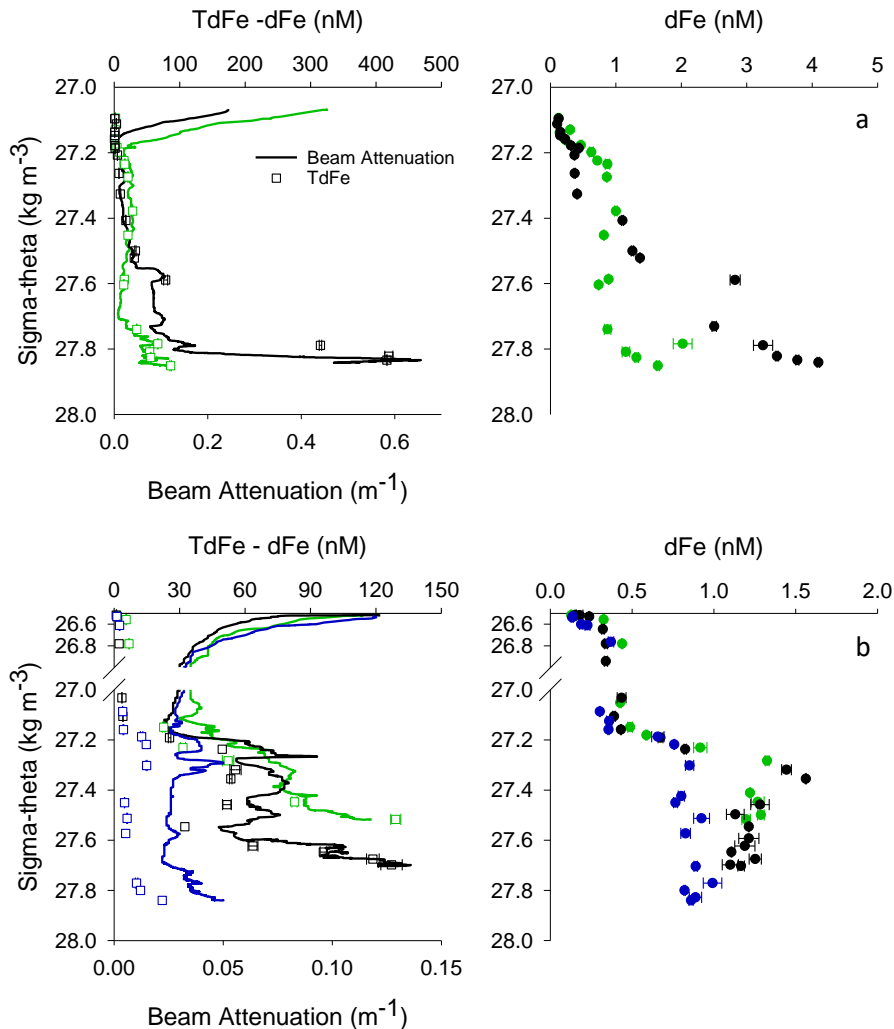 TdFe -dFe (nM)
dFe (nM)
0 100 200 300 400 500
0 1 2 3 4 5
27.0
27.2
27.4
27.6
27.8
28.0
Sigma-theta (kg m-3)
Beam Attenuation
TdFe
a
0.0 0.2 0.4 0.6
Beam Attenuation (m-1)
TdFe - dFe (nM)
dFe (nM)
0 30 60 90 120 150
0.0 0.5 1.0 1.5 2.0
26.6
26.8
27.0
27.2
27.4
27.6
27.8
28.0
Sigma-theta (kg m-3)
b
0.00 0.05 0.10 0.15
Beam Attenuation (m-1)